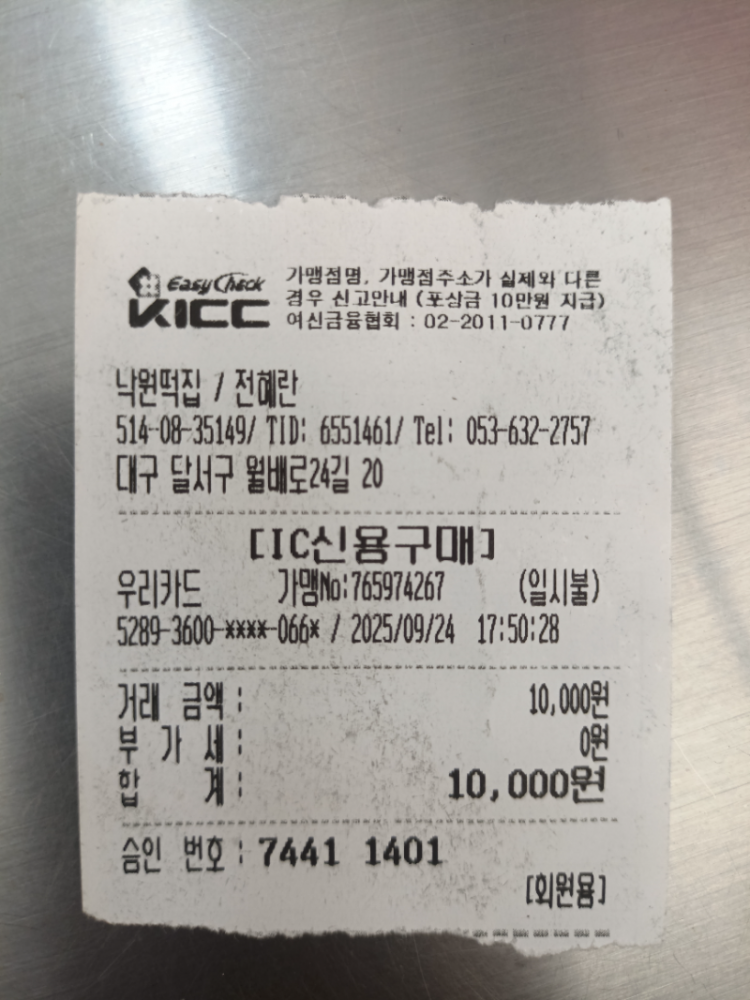 EasyCheck
KICC
가맹점명, 가맹점주소가 실제와 다른
경우 신고안내 (포상금 10만원 지급)
여신금융협회 : 02-2011-0777
낙원떡집 / 전혜란
514-08-35149/ TID: 6551461/ Tel: 053-632-2757
대구 달서구 월배로24길 20
[IC신용구매]
우리카드 가맹No:765974267 (일시불)
5289-3600-****-066* / 2025/09/24 17:50:28
거래 금액 : 10,000원
부 가 세 : 0원
합 계 : 10,000원
승인 번호 : 7441 1401
[회원용]